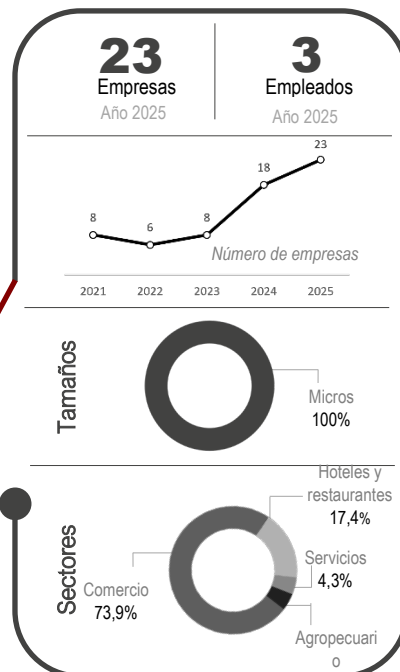 23
Empresas
Año 2025
3
Empleados
Año 2025
8
6
8
18
23
Número de empresas
2021
2022
2023
2024
2025
Tamaños
Micros
100%
Sectores
Hoteles y
restaurantes
17,4%
Servicios
4,3%
Comercio
73,9%
Agropecuari
o